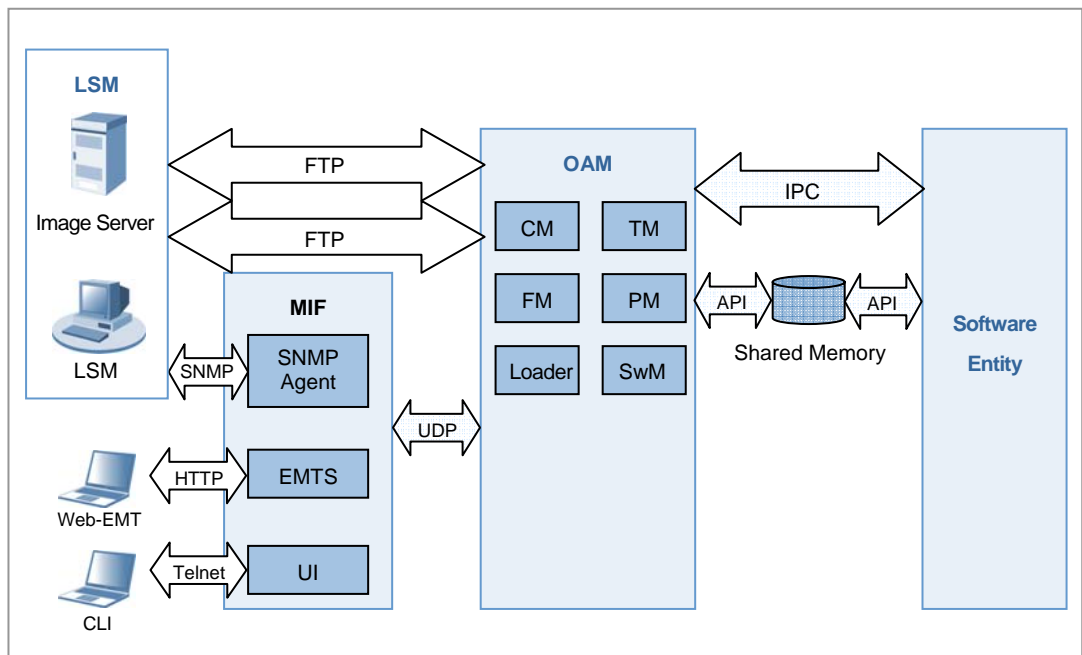 LSM
Image Server
LSM
FTP
FTP
MIF
SNMP
SNMP
Agent
HTTP
EMTS
Web-EMT
Telnet
UI
CLI
UDP
OAM
CM
TM
FM
PM
Loader
SwM
IPC
API
API
Shared Memory
Software
Entity